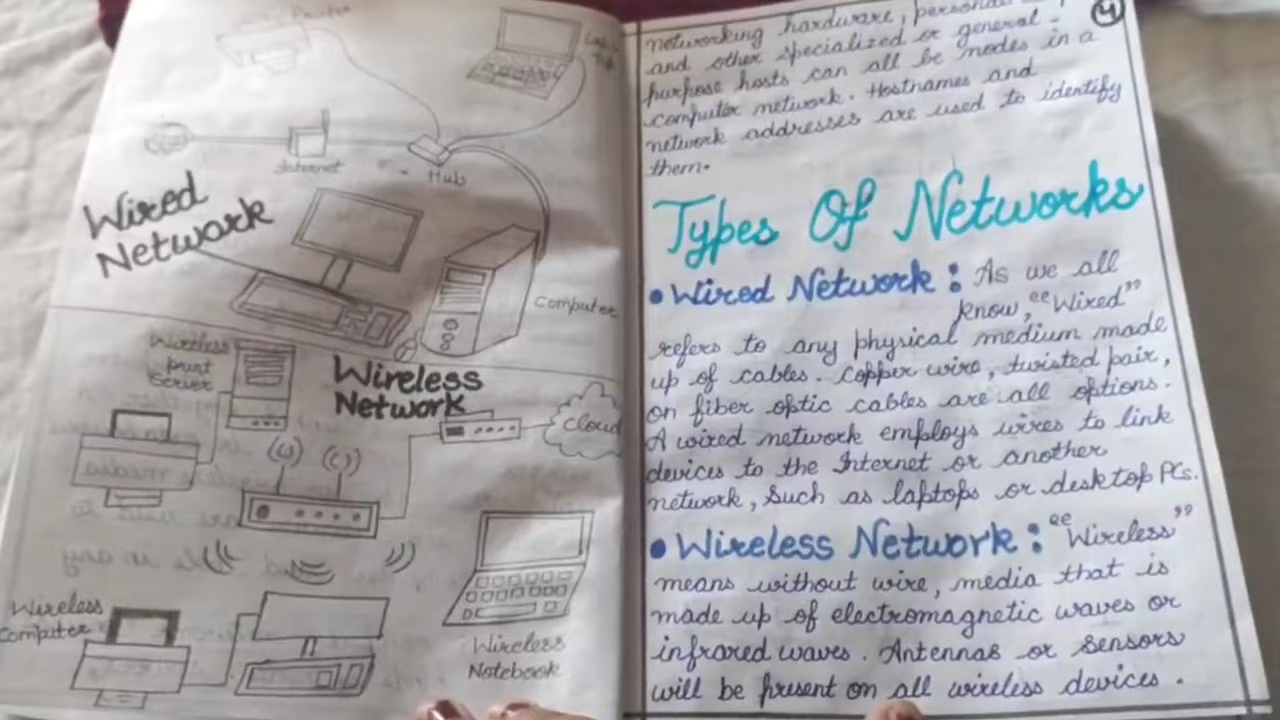 Printer
Internet
Hub
Wired
Network
Computer
Wireless
print
Server
Wireless
Network
Cloud
Wireless
Computer
Wireless
Notebook
4
networking hardware,
and other specialized or general-
purpose hosts can all be nodes in a
computer network. Hostnames and
network addresses are used to identify
them.
Types Of Networks
• Wired Network: As we all
know, "Wired"
refers to any physical medium made
up of cables. Copper wire, twisted pair,
on fiber optic cables are all options.
A wired network employs wires to link
devices to the Internet or another
network, Such as laptops or desktop PCs.
• Wireless Network: "Wireless"
means without wire, media that is
made up of electromagnetic waves or
infrared waves. Antennas or Sensors
will be present on all wireless devices.